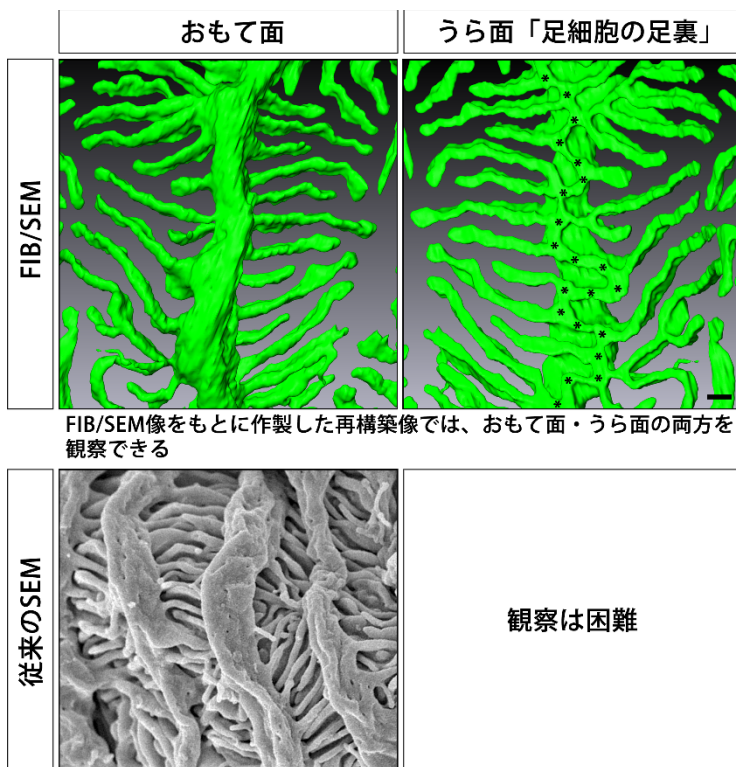 おもて面
うら面「足細胞の足裏」
FIB/SEM
FIB/SEM像をもとに作製した再構築像では、おもて面・うら面の両方を
観察できる
従来のSEM
観察は困難